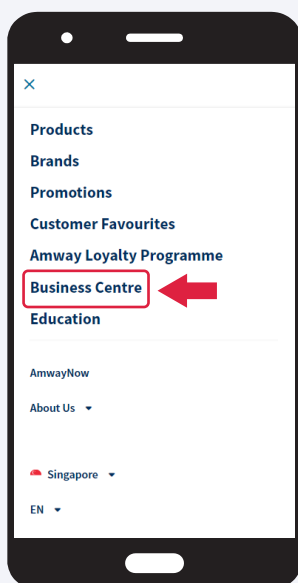 Products
Brands
Promotions
Customer Favourites
Amway Loyalty Programme
Business Centre
Education
AmwayNow
About Us
Singapore
EN